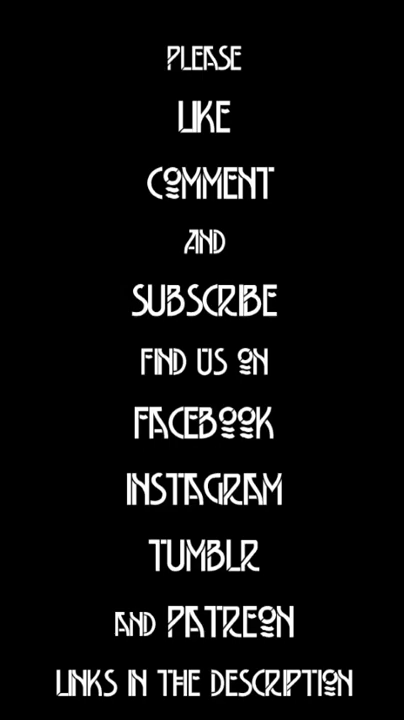 PLEASE
LIKE
COMMENT
AND
SUBSCRIBE
FIND US ON
FACEBOOK
INSTAGRAM
TUMBLR
AND PATREON
LINKS IN THE DESCRIPTION